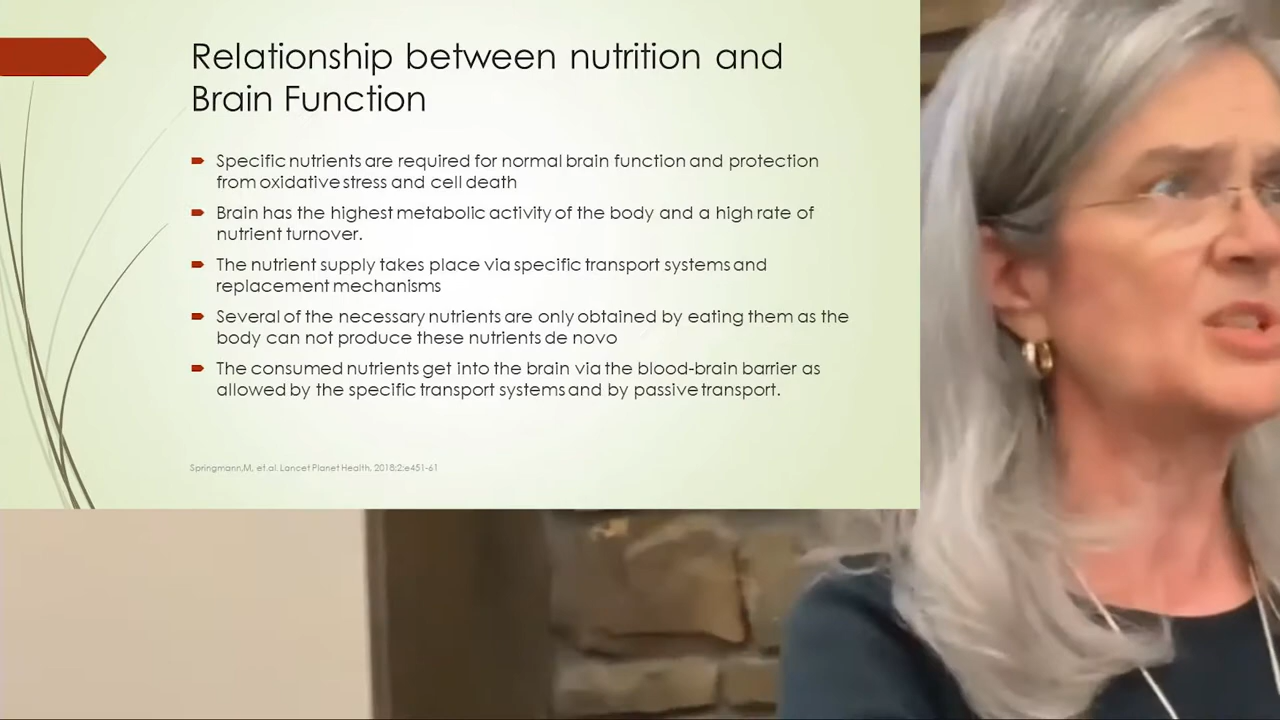 Relationship between nutrition and
Brain Function
Specific nutrients are required for normal brain function and protection
from oxidative stress and cell death
Brain has the highest metabolic activity of the body and a high rate of
nutrient turnover.
The nutrient supply takes place via specific transport systems and
replacement mechanisms
Several of the necessary nutrients are only obtained by eating them as the
body can not produce these nutrients de novo
The consumed nutrients get into the brain via the blood-brain barrier as
allowed by the specific transport systems and by passive transport.
Springmann,M, et.al. Lancet Planet Health. 2018;2:e451-61